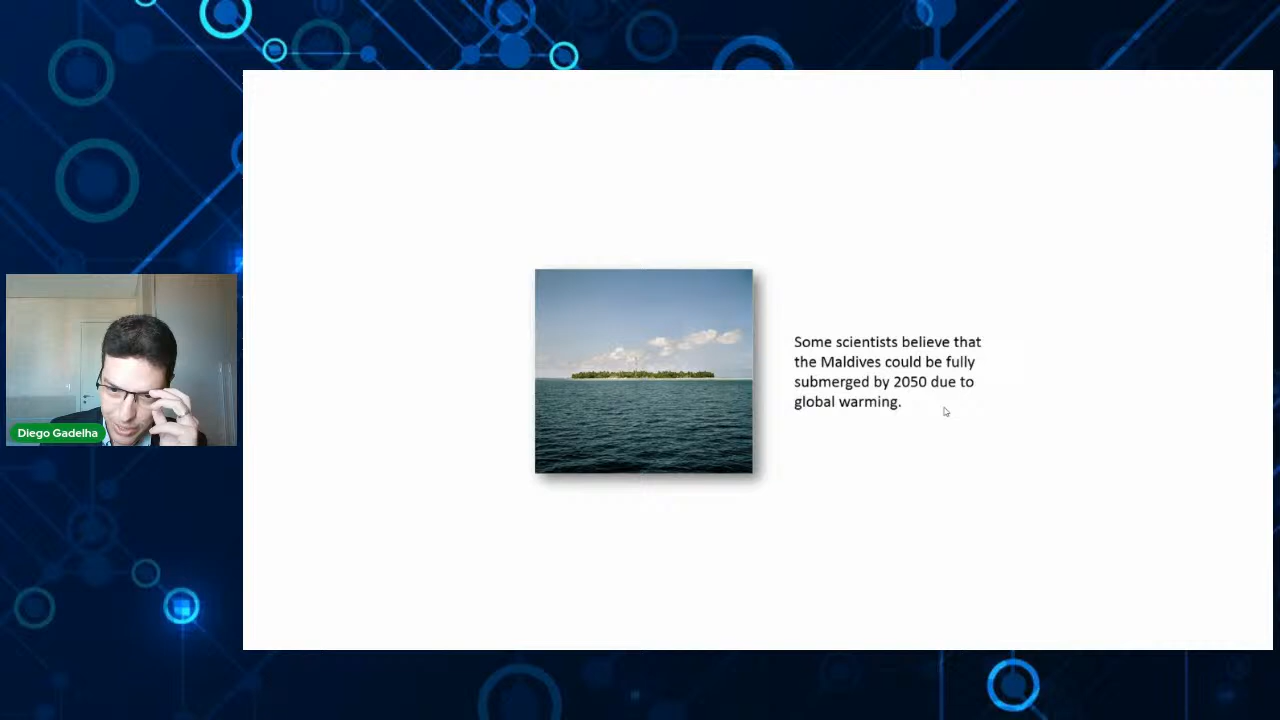 Some scientists believe that
the Maldives could be fully
submerged by 2050 due to
global warming.
Diego Gadelha